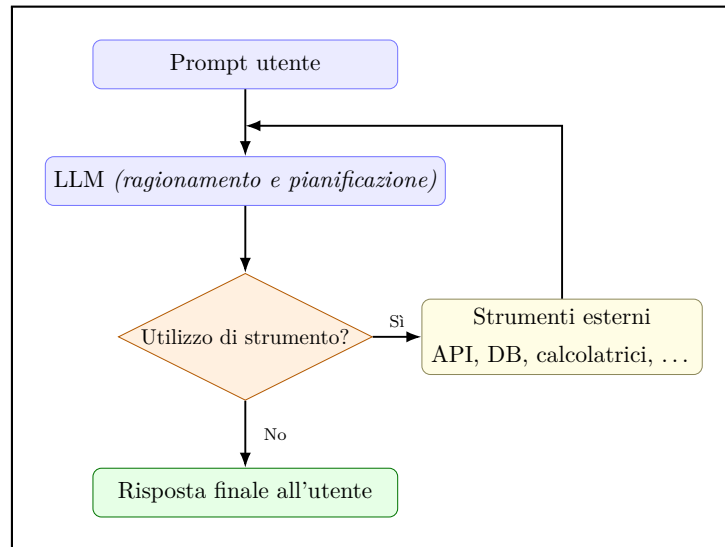 Prompt utente
LLM (ragionamento e pianificazione)
Utilizzo di strumento?
Sì
Strumenti esterni
API, DB, calcolatrici, …
No
Risposta finale all'utente